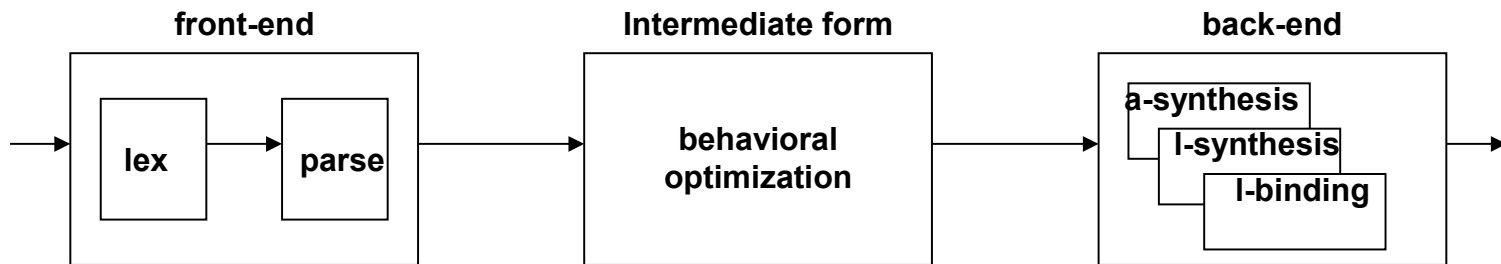 front-end
Intermediate form
back-end
lex
parse
behavioral
optimization
a-synthesis
l-synthesis
l-binding